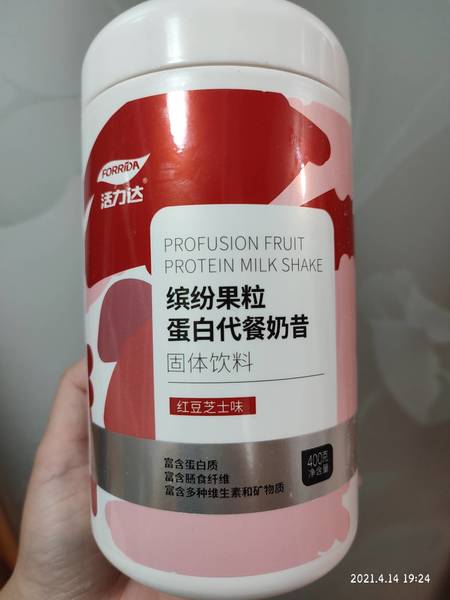 FORRiDA
活力达®
PROFUSION FRUIT
PROTEIN MILK SHAKE
缤纷果粒
蛋白代餐奶昔
固体饮料
红豆芝士味
富含蛋白质
富含膳食纤维
富含多种维生素和矿物质
400克
净含量
2021.4.14 19:24